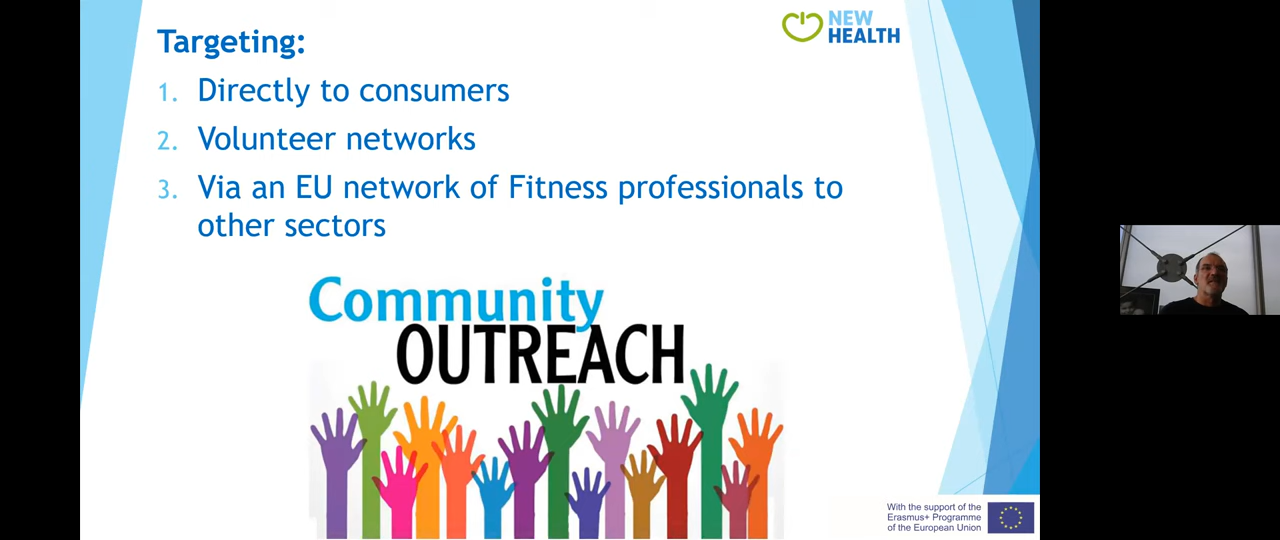 Targeting:
NEW
HEALTH
1. Directly to consumers
2. Volunteer networks
3. Via an EU network of Fitness professionals to
other sectors
Community
OUTREACH
With the support of the
Erasmus+ Programme
of the European Union